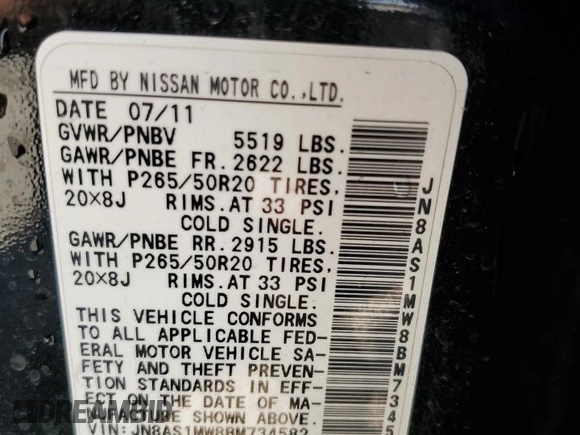 MFD BY NISSAN MOTOR CO.,LTD.
DATE 07/11
GVWR/PNBV 5519 LBS.
GAWR/PNBE FR. 2622 LBS.
WITH P265/50R20 TIRES,
20×8J RIMS.AT 33 PSI
COLD SINGLE.
GAWR/PNBE RR. 2915 LBS.
WITH P265/50R20 TIRES,
20×8J RIMS.AT 33 PSI
COLD SINGLE.
THIS VEHICLE CONFORMS
TO ALL APPLICABLE FED-
ERAL MOTOR VEHICLE SA-
FETY AND THEFT PREVEN-
TION STANDARDS IN EFF-
ECT ON THE DATE OF MA-
NUFACTURE SHOWN ABOVE.
VIN:JN8AS1MW8BM734582
JN8AS1MW8BM7345